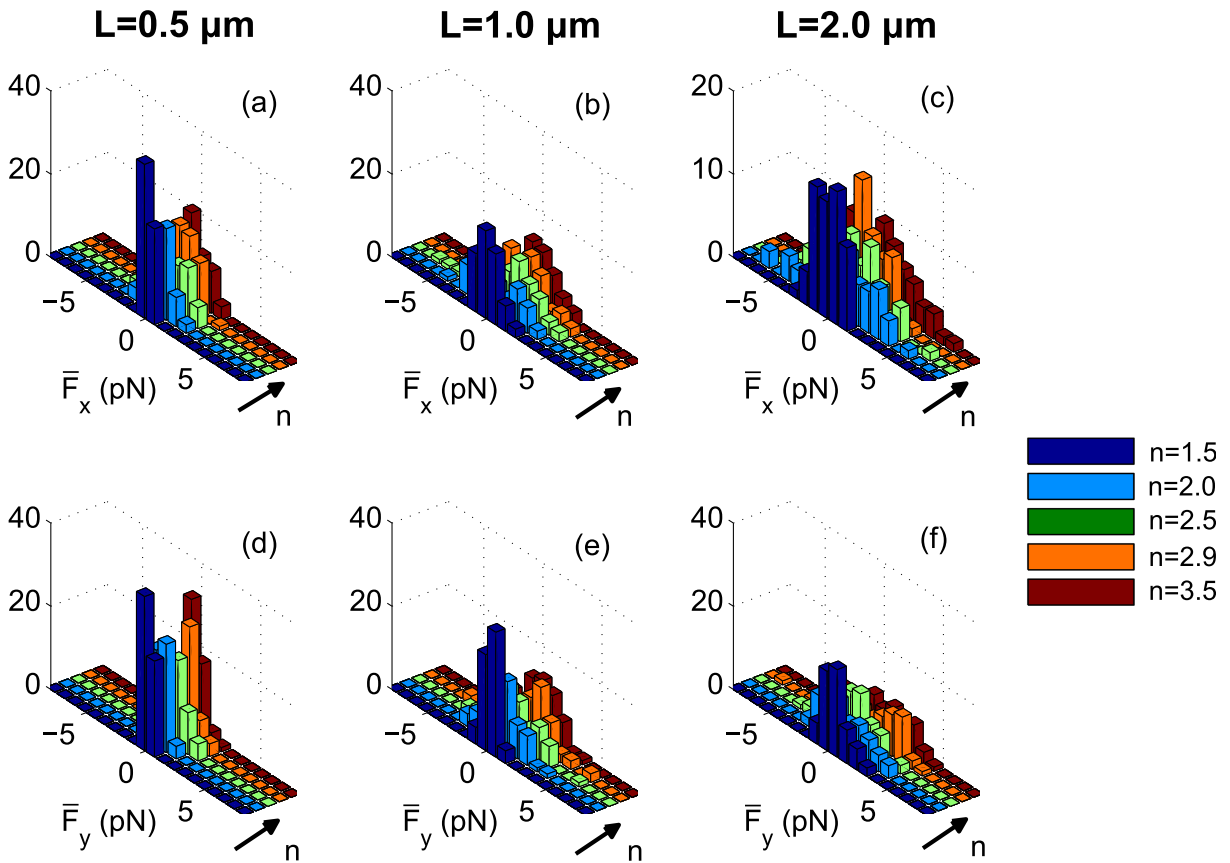 L=0.5 µm L=1.0 µm L=2.0 µm
40 40 20
(a) (b) (c)
20 20 10
0 0 0
−5 −5 −5
0 0 0
5 5 5
F̅x (pN) F̅x (pN) F̅x (pN)
n n n
n=1.5
n=2.0
n=2.5
n=2.9
n=3.5
40 40 40
(d) (e) (f)
20 20 20
0 0 0
−5 −5 −5
0 0 0
5 5 5
F̅y (pN) F̅y (pN) F̅y (pN)
n n n